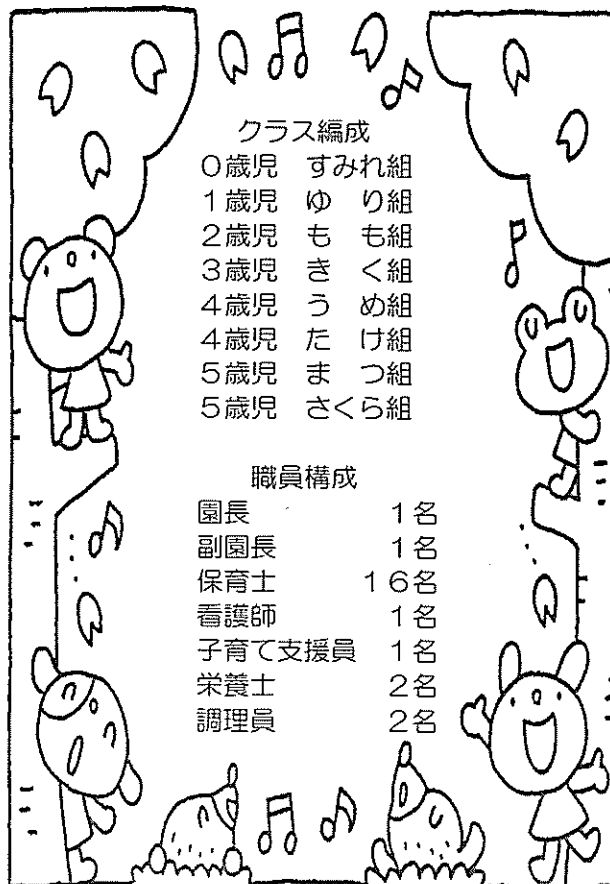 クラス編成
0歳児 すみれ組
1歳児 ゆり組
2歳児 もも組
3歳児 きく組
4歳児 うめ組
4歳児 たけ組
5歳児 まつ組
5歳児 さくら組
職員構成
園長 1名
副園長 1名
保育士 16名
看護師 1名
子育て支援員 1名
栄養士 2名
調理員 2名